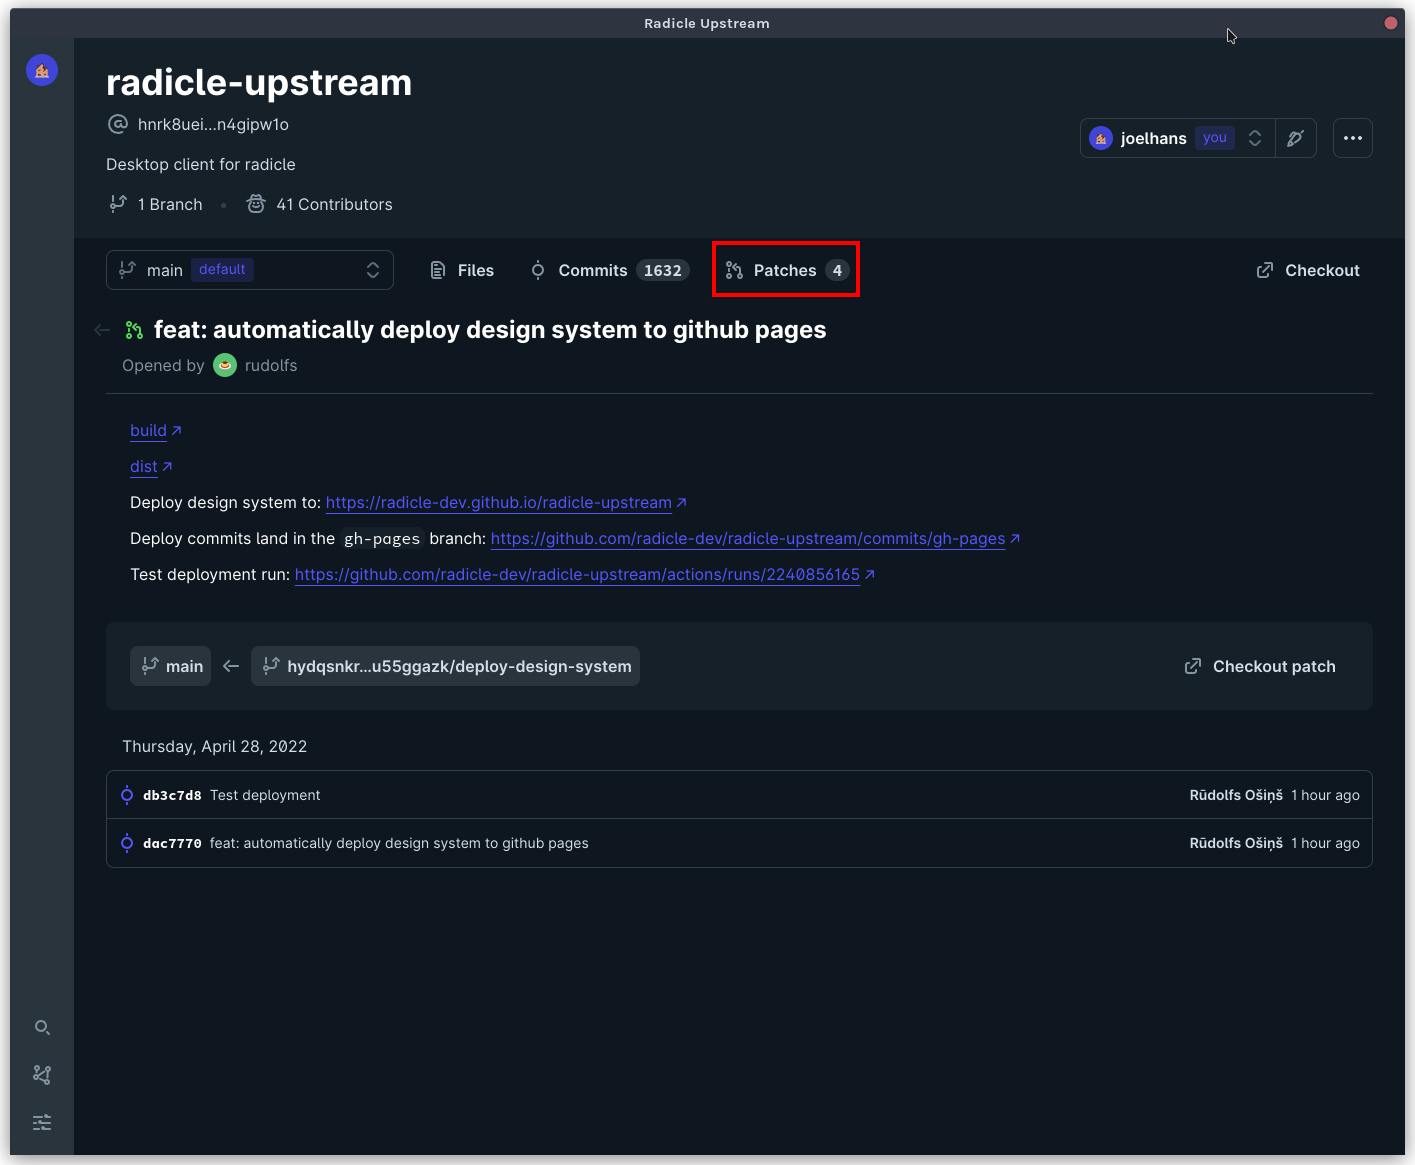 Radicle Upstream
radicle-upstream
hnrk8uei...n4gipw1o
joelhans you
Desktop client for radicle
1 Branch • 41 Contributors
main default Files Commits 1632 Patches 4 Checkout
feat: automatically deploy design system to github pages
Opened by rudolfs
build
dist
Deploy design system to: https://radicle-dev.github.io/radicle-upstream
Deploy commits land in the gh-pages branch: https://github.com/radicle-dev/radicle-upstream/commits/gh-pages
Test deployment run: https://github.com/radicle-dev/radicle-upstream/actions/runs/2240856165
main ← hydqsnkr...u55ggazk/deploy-design-system Checkout patch
Thursday, April 28, 2022
db3c7d8 Test deployment Rūdolfs Ošiņš 1 hour ago
dac7770 feat: automatically deploy design system to github pages Rūdolfs Ošiņš 1 hour ago